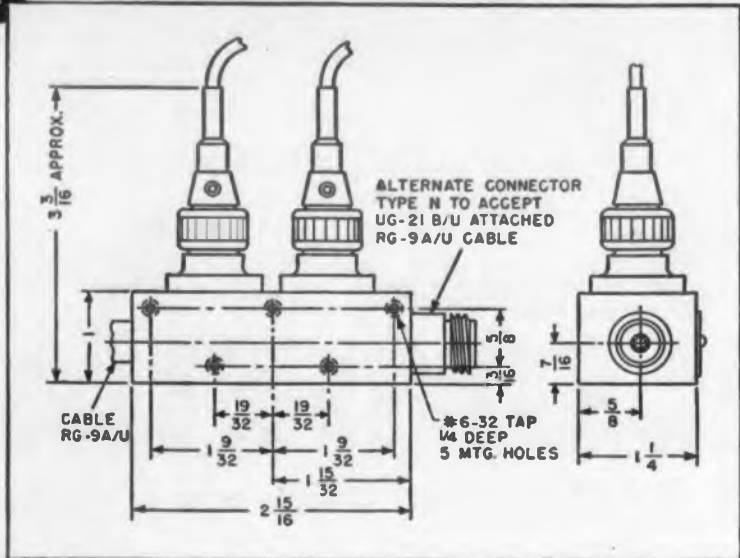 3 3/16 APPROX.
ALTERNATE CONNECTOR
TYPE N TO ACCEPT
UG-21 B/U ATTACHED
RG-9A/U CABLE
1
5/8
3/16
7/16
CABLE
RG-9A/U
19/32
19/32
#6-32 TAP
1/4 DEEP
5 MTG. HOLES
5/8
1 9/32
1 9/32
1 1/4
1 15/32
2 15/16